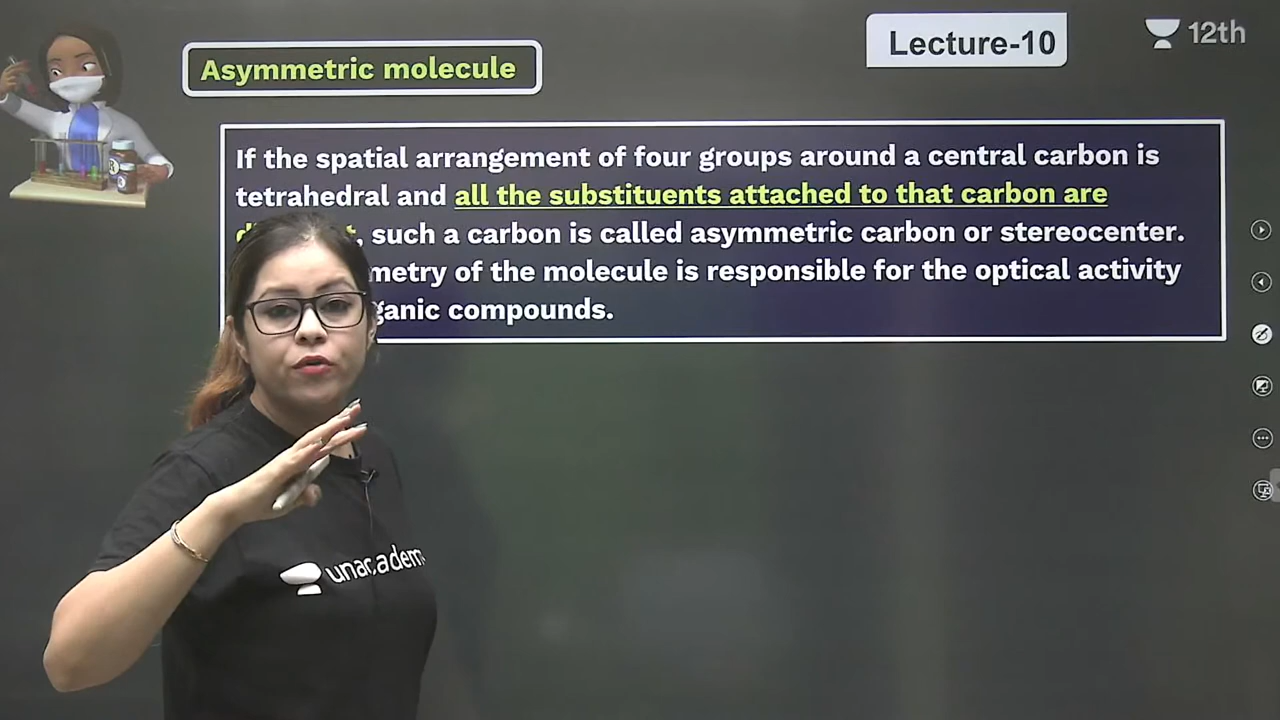 Lecture-10
12th
Asymmetric molecule
If the spatial arrangement of four groups around a central carbon is
tetrahedral and all the substituents attached to that carbon are
, such a carbon is called asymmetric carbon or stereocenter.
metry of the molecule is responsible for the optical activity
ganic compounds.
unacadem